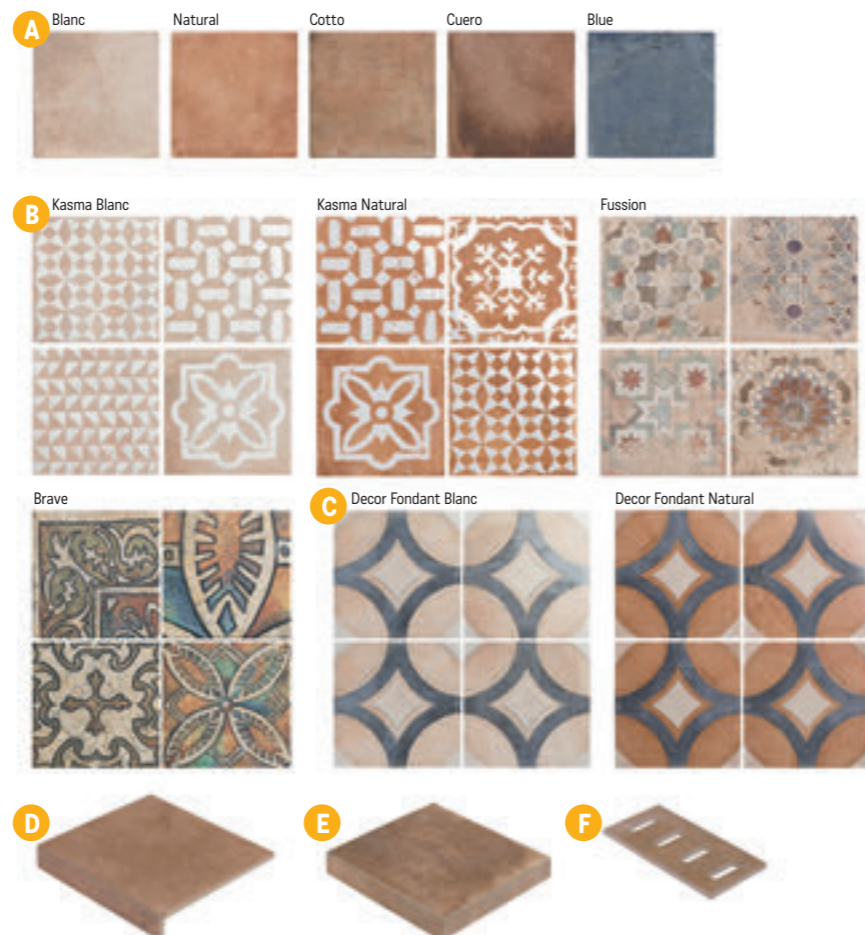 A
Blanc
Natural
Cotto
Cuero
Blue
B
Kasma Blanc
Kasma Natural
Fussion
Brave
C
Decor Fondant Blanc
Decor Fondant Natural
D
E
F